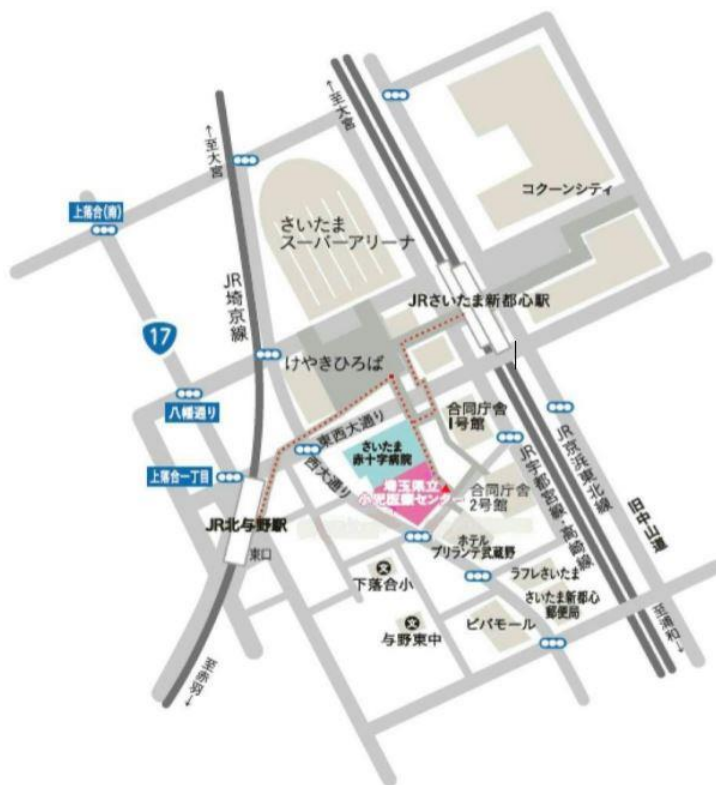 ←至大宮
←至大宮
コクーンシティ
上落合(南)
さいたま
スーパーアリーナ
JR埼京線
JRさいたま新都心駅
17
けやきひろば
八幡通り
合同庁舎
1号館
東西大通り
さいたま
赤十字病院
西大通り
上落合一丁目
埼玉県立
小児医療センター
合同庁舎
2号館
JR京浜東北線
JR宇都宮線・高崎線
旧中山道
JR北与野駅
東口
ホテル
ブリランテ武蔵野
文
下落合小
ラフレさいたま
さいたま新都心
郵便局
文
与野東中
ビバモール
至浦和→
至赤羽→